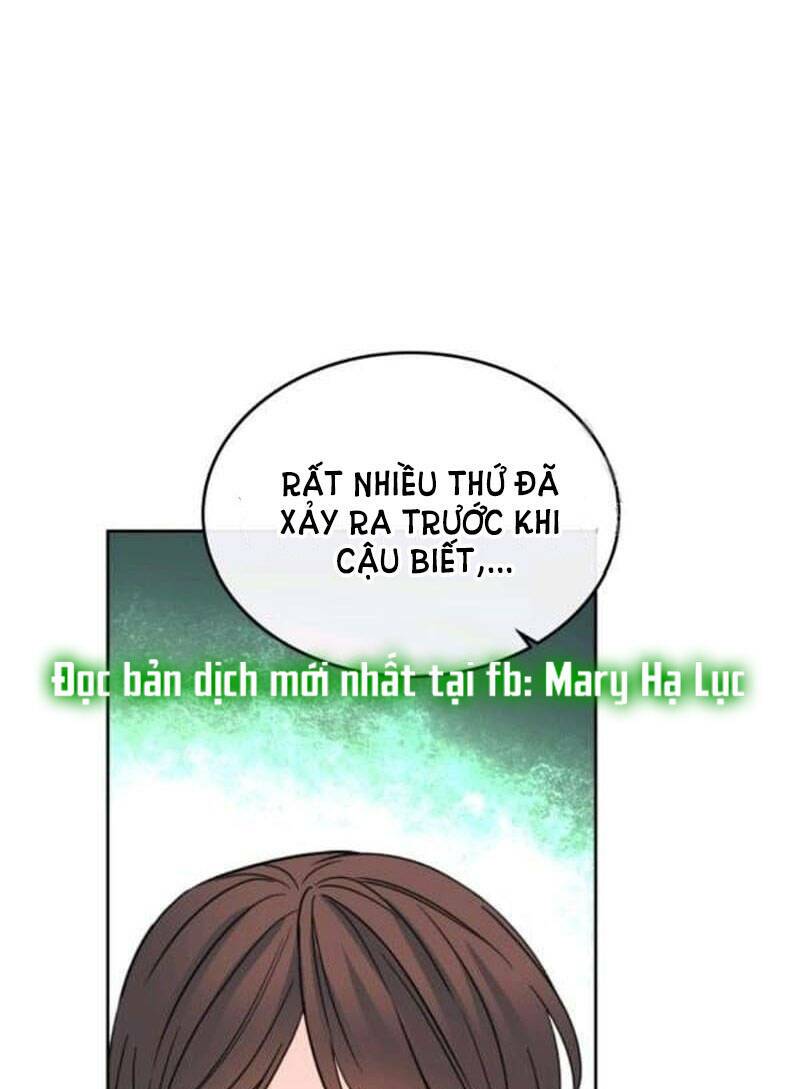 RẤT NHIỀU THỨ ĐÃ
XẢY RA TRƯỚC KHI
CẬU BIẾT,...
Đọc bản dịch mới nhất tại fb: Mary Hạ Lục